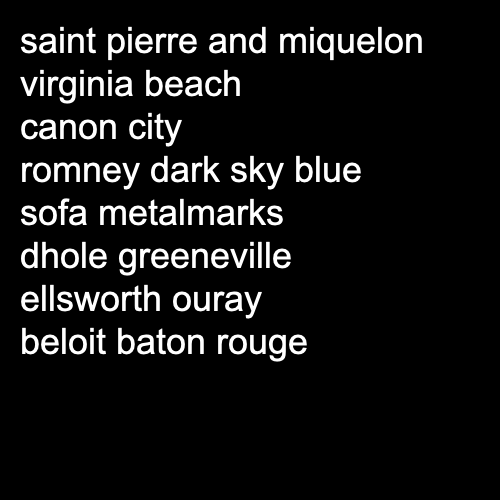 saint pierre and miquelon
virginia beach
canon city
romney dark sky blue
sofa metalmarks
dhole greeneville
ellsworth ouray
beloit baton rouge